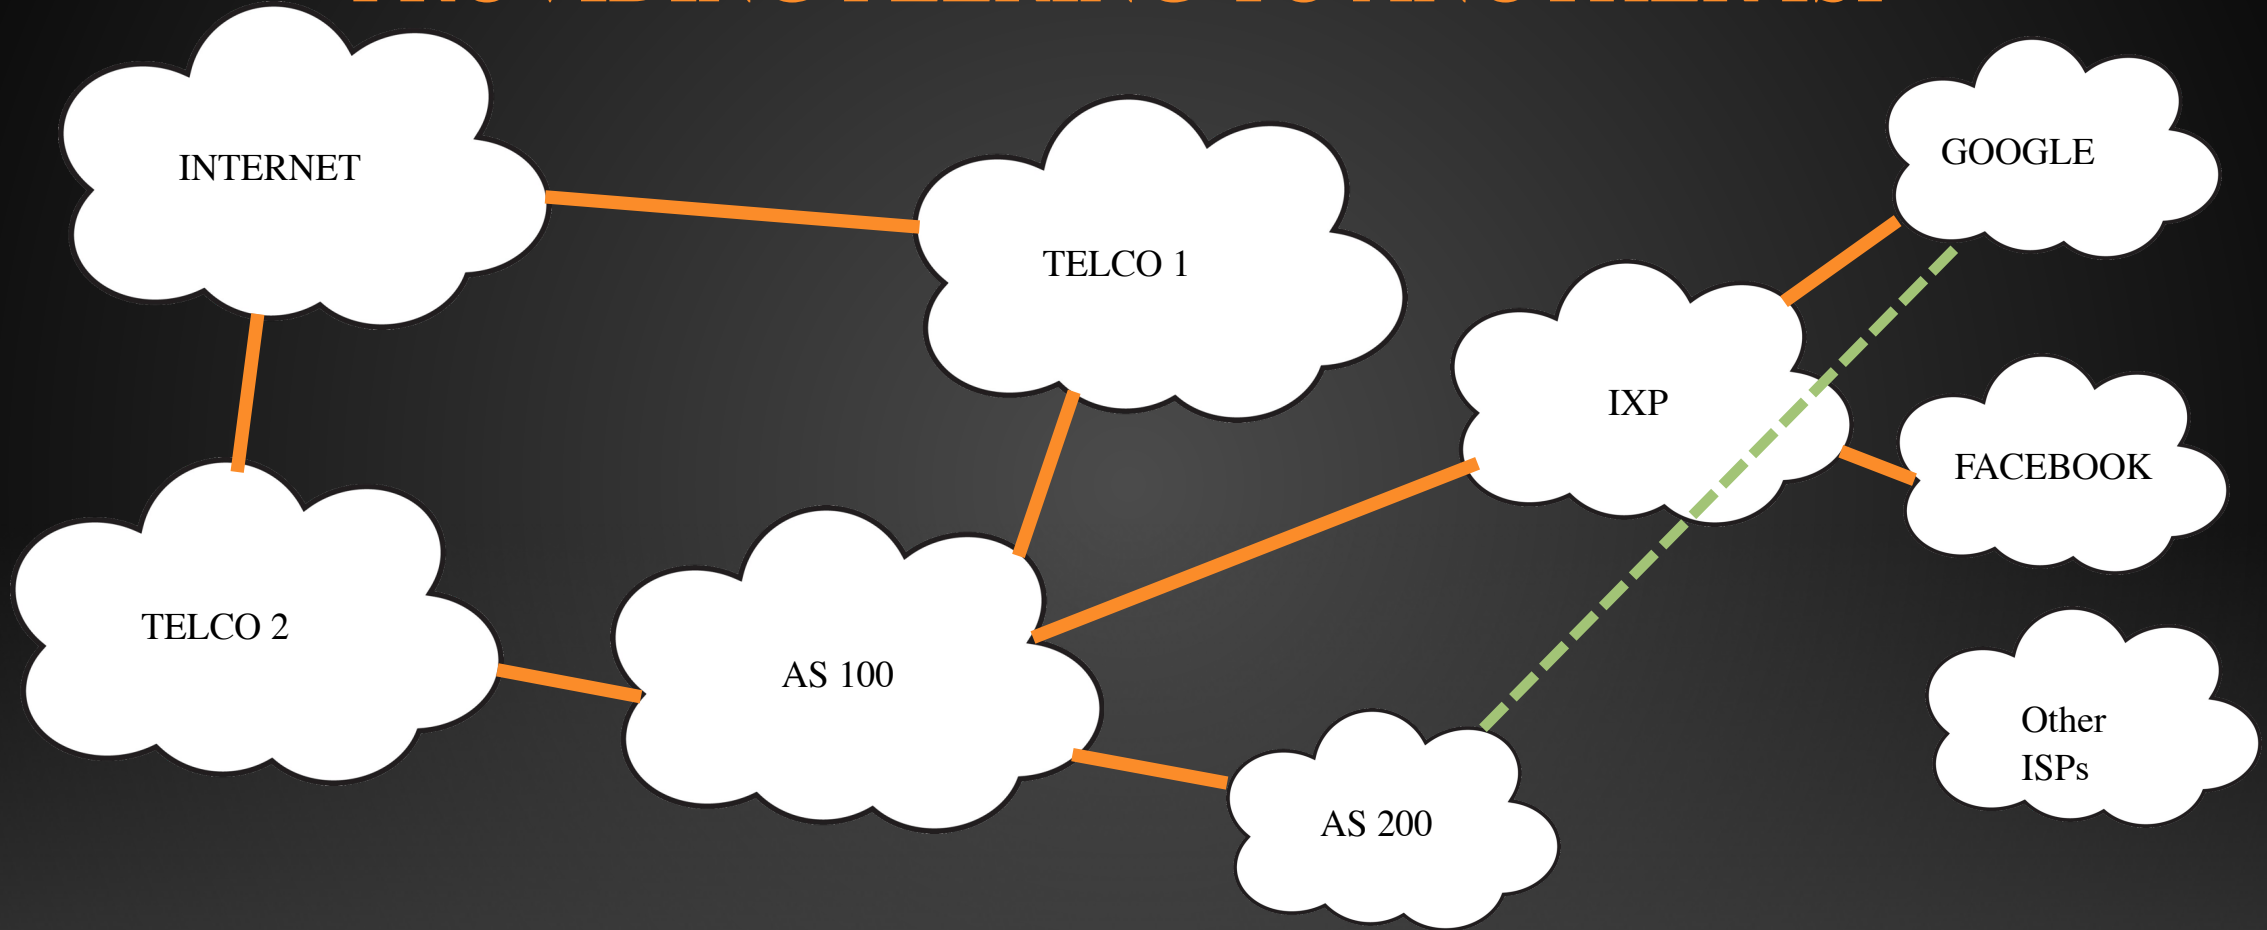 INTERNET
GOOGLE
TELCO 1
IXP
FACEBOOK
TELCO 2
AS 100
Other
ISPs
AS 200